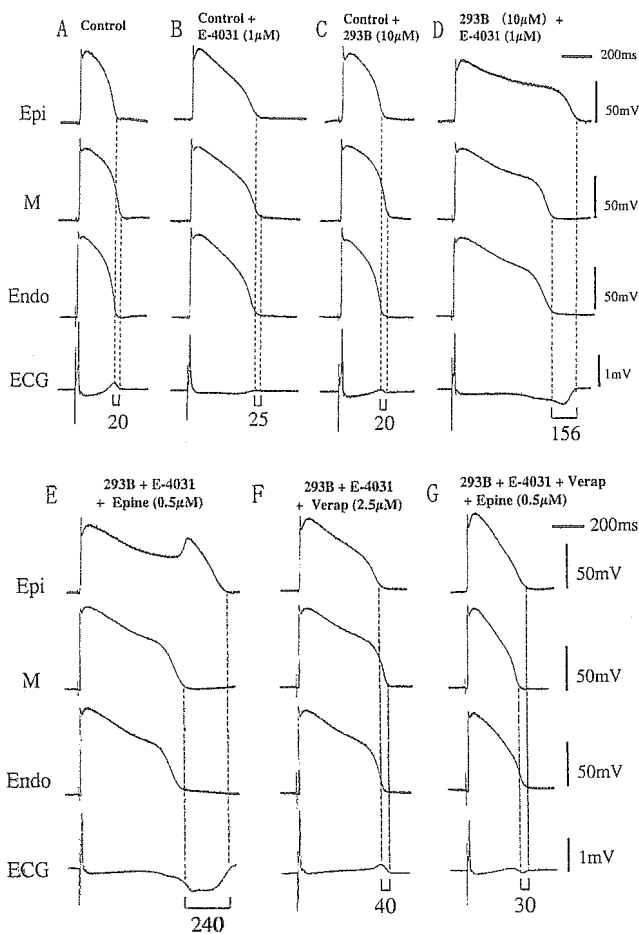 A Control
B Control +
E-4031 (1μM)
C Control +
293B (10μM)
D 293B (10μM) +
E-4031 (1μM)
200ms
Epi
50mV
M
50mV
Endo
50mV
ECG
1mV
20
25
20
156
E 293B + E-4031
+ Epine (0.5μM)
F 293B + E-4031
+ Verap (2.5μM)
G 293B + E-4031 + Verap
+ Epine (0.5μM)
200ms
Epi
50mV
M
50mV
Endo
50mV
ECG
1mV
240
40
30